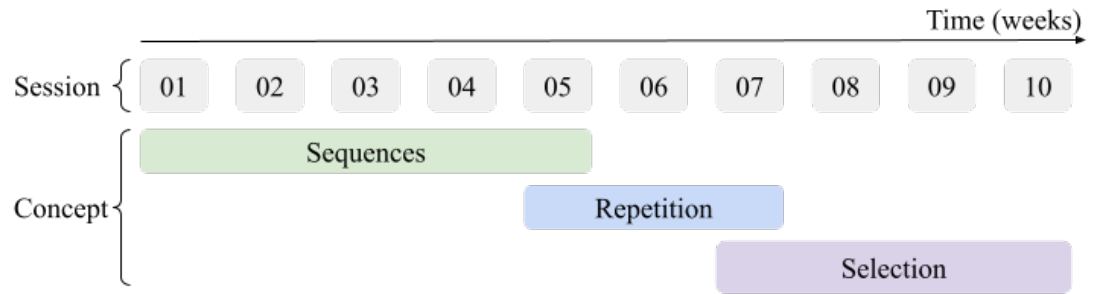 Time (weeks)
Session 01 02 03 04 05 06 07 08 09 10
Sequences
Concept Repetition
Selection